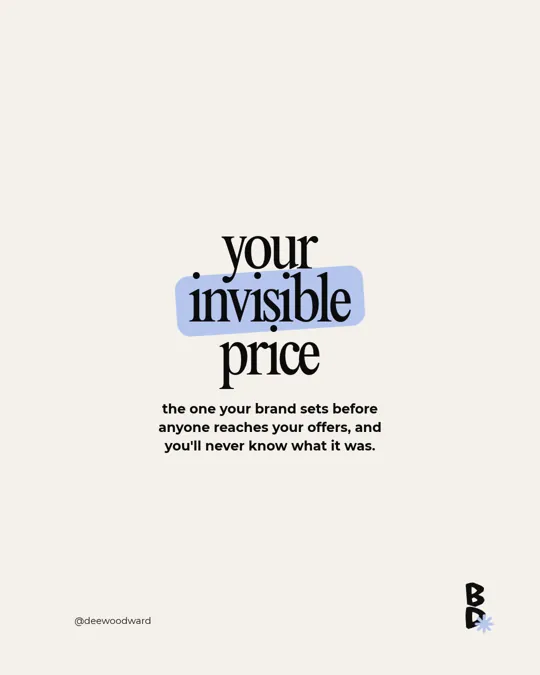 your
invisible
price
the one your brand sets before
anyone reaches your offers, and
you'll never know what it was.
@deewoodward
B
D